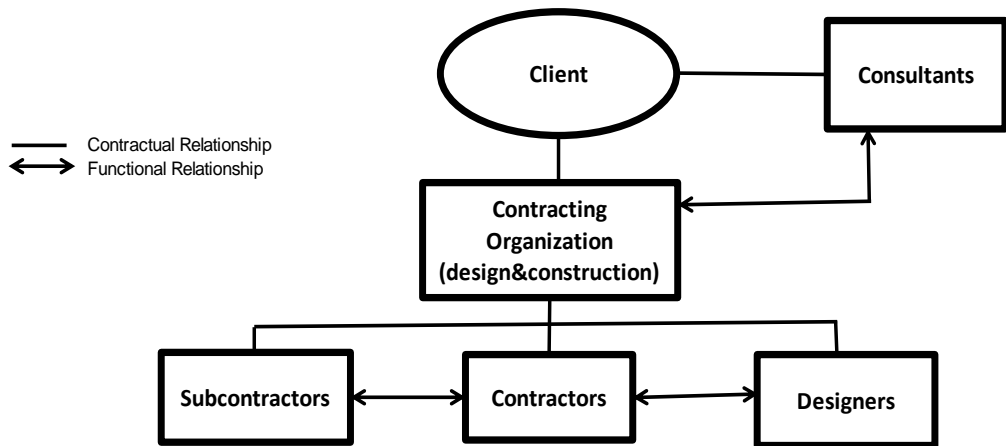 Client
Consultants
Contractual Relationship
Functional Relationship
Contracting
Organization
(design&construction)
Subcontractors
Contractors
Designers